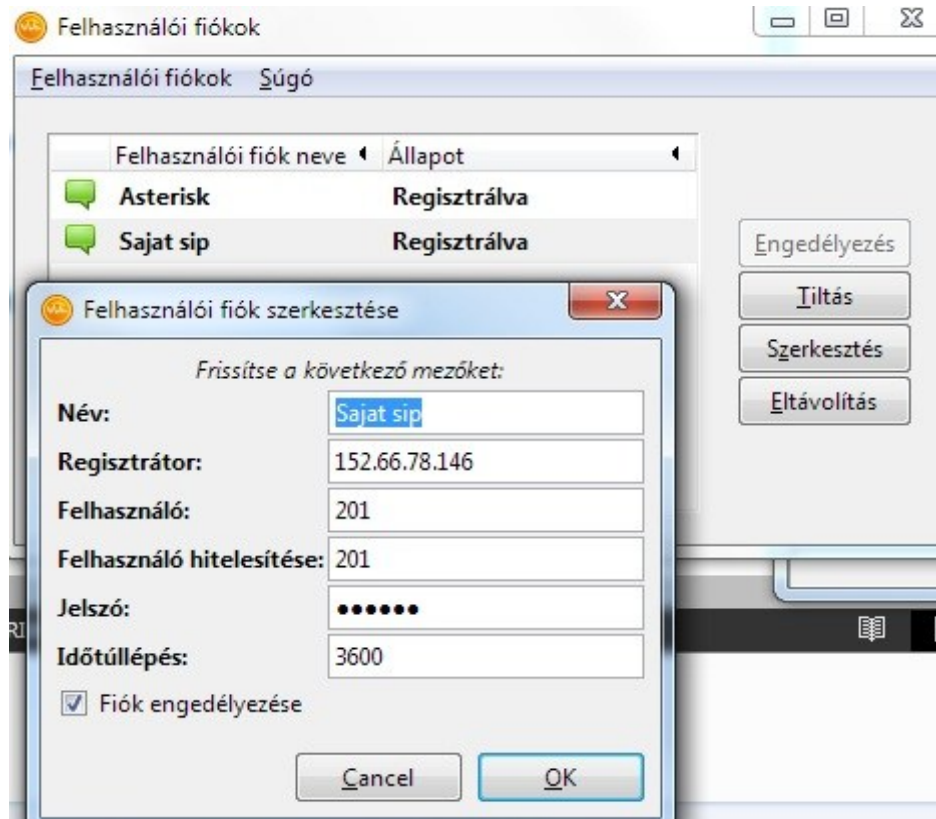 Felhasználói fiókok
Felhasználói fiókok Súgó
Felhasználói fiók neve Állapot
Asterisk Regisztrálva
Sajat sip Regisztrálva
Engedélyezés
Tiltás
Szerkesztés
Eltávolítás
Felhasználói fiók szerkesztése
Frissítse a következő mezőket:
Név: Sajat sip
Regisztrátor: 152.66.78.146
Felhasználó: 201
Felhasználó hitelesítése: 201
Jelszó: ••••••
Időtúllépés: 3600
Fiók engedélyezése
Cancel OK